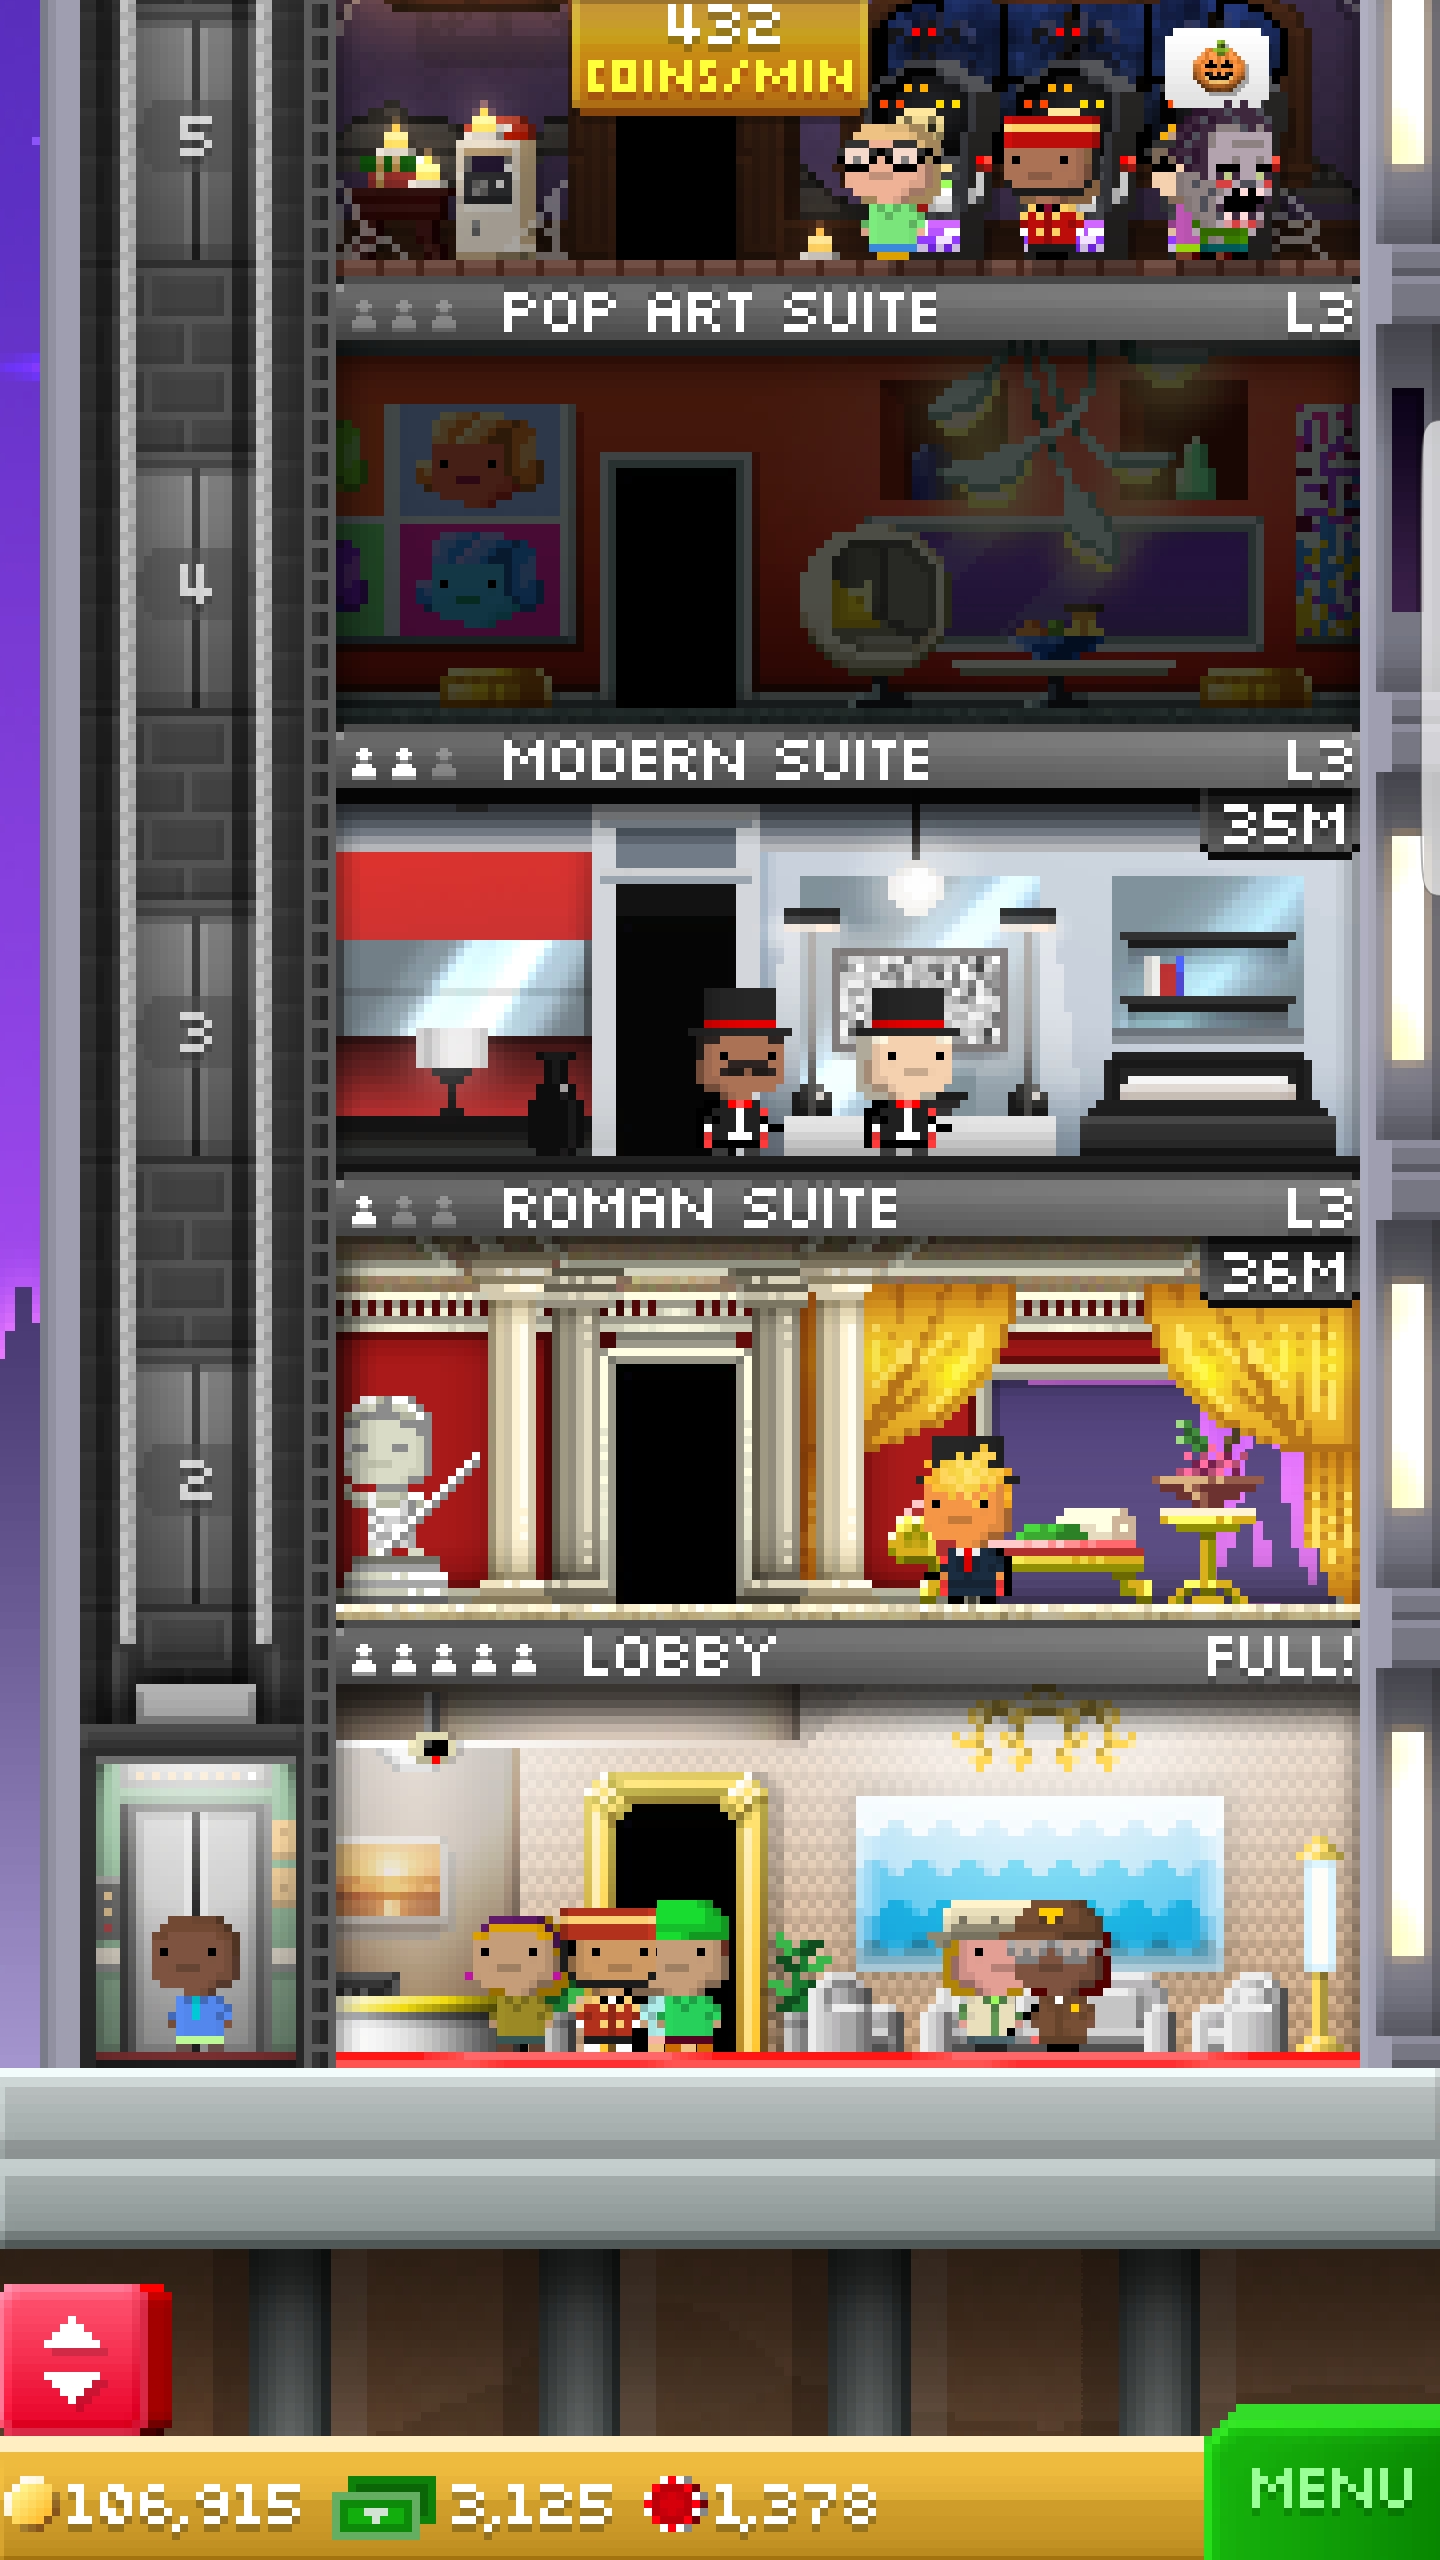 432
COINS/MIN
5
POP ART SUITE L3
4
MODERN SUITE L3
35M
3
ROMAN SUITE L3
36M
2
LOBBY FULL!
106,915 3,125 1,378
MENU